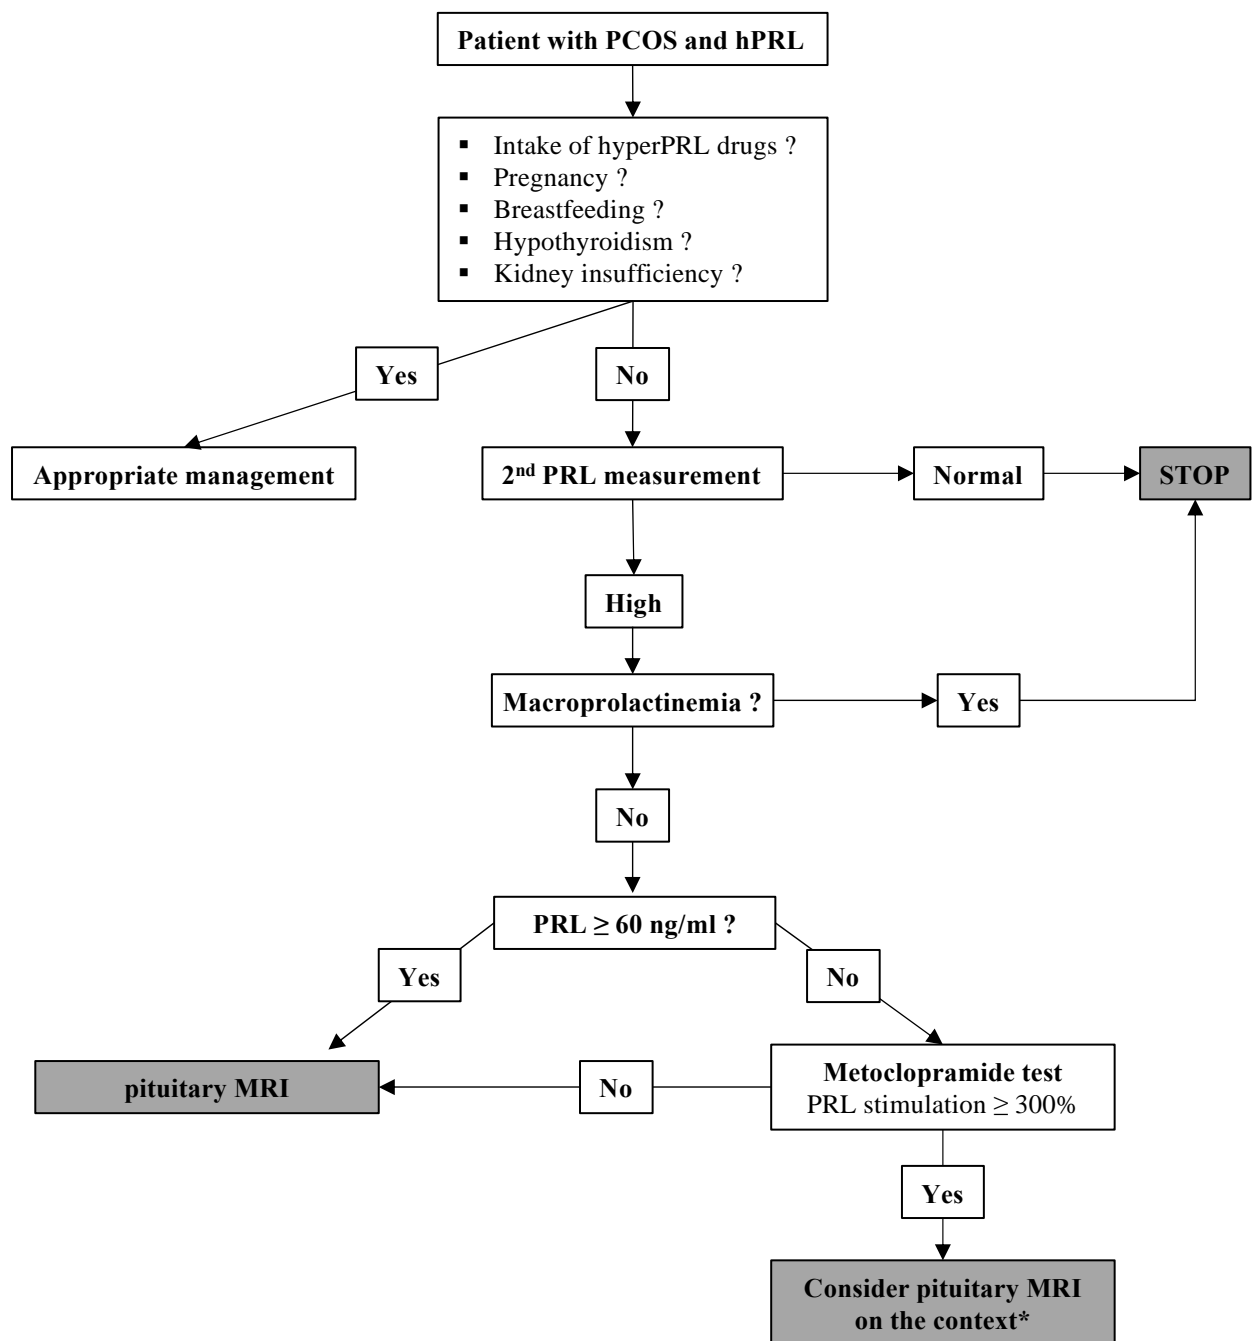 Patient with PCOS and hPRL
▪ Intake of hyperPRL drugs ?
▪ Pregnancy ?
▪ Breastfeeding ?
▪ Hypothyroidism ?
▪ Kidney insufficiency ?
Yes
No
Appropriate management
2nd PRL measurement
Normal
STOP
High
Macroprolactinemia ?
Yes
No
PRL ≥ 60 ng/ml ?
Yes
No
pituitary MRI
No
Metoclopramide test
PRL stimulation ≥ 300%
Yes
Consider pituitary MRI
on the context*